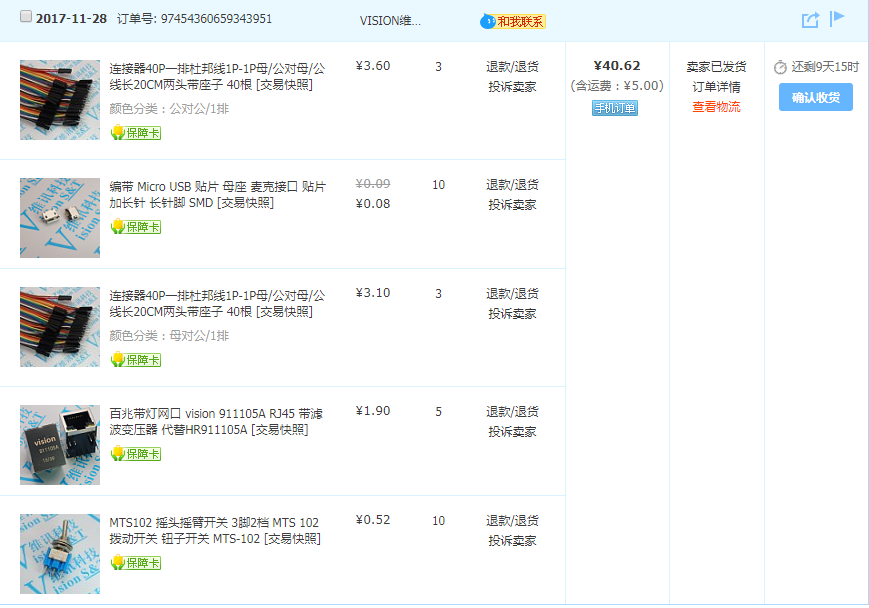 2017-11-28 订单号: 97454360659343951 VISION维... 和我联系
连接器40P一排杜邦线1P-1P母/公对母/公 ¥3.60 3 退款/退货 ¥40.62 卖家已发货 还剩9天15时
线长20CM两头带座子 40根 [交易快照] 投诉卖家 (含运费：¥5.00) 订单详情
颜色分类：公对公/1排 手机订单 查看物流 确认收货
保障卡
编带 Micro USB 贴片 母座 麦克接口 贴片 ¥0.09 10 退款/退货
加长针 长针脚 SMD [交易快照] ¥0.08 投诉卖家
保障卡
连接器40P一排杜邦线1P-1P母/公对母/公 ¥3.10 3 退款/退货
线长20CM两头带座子 40根 [交易快照] 投诉卖家
颜色分类：母对公/1排
保障卡
百兆带灯网口 vision 911105A RJ45 带滤 ¥1.90 5 退款/退货
波变压器 代替HR911105A [交易快照] 投诉卖家
vision
911105A
保障卡
MTS102 摇头摇臂开关 3脚2档 MTS 102 ¥0.52 10 退款/退货
拨动开关 钮子开关 MTS-102 [交易快照] 投诉卖家
保障卡